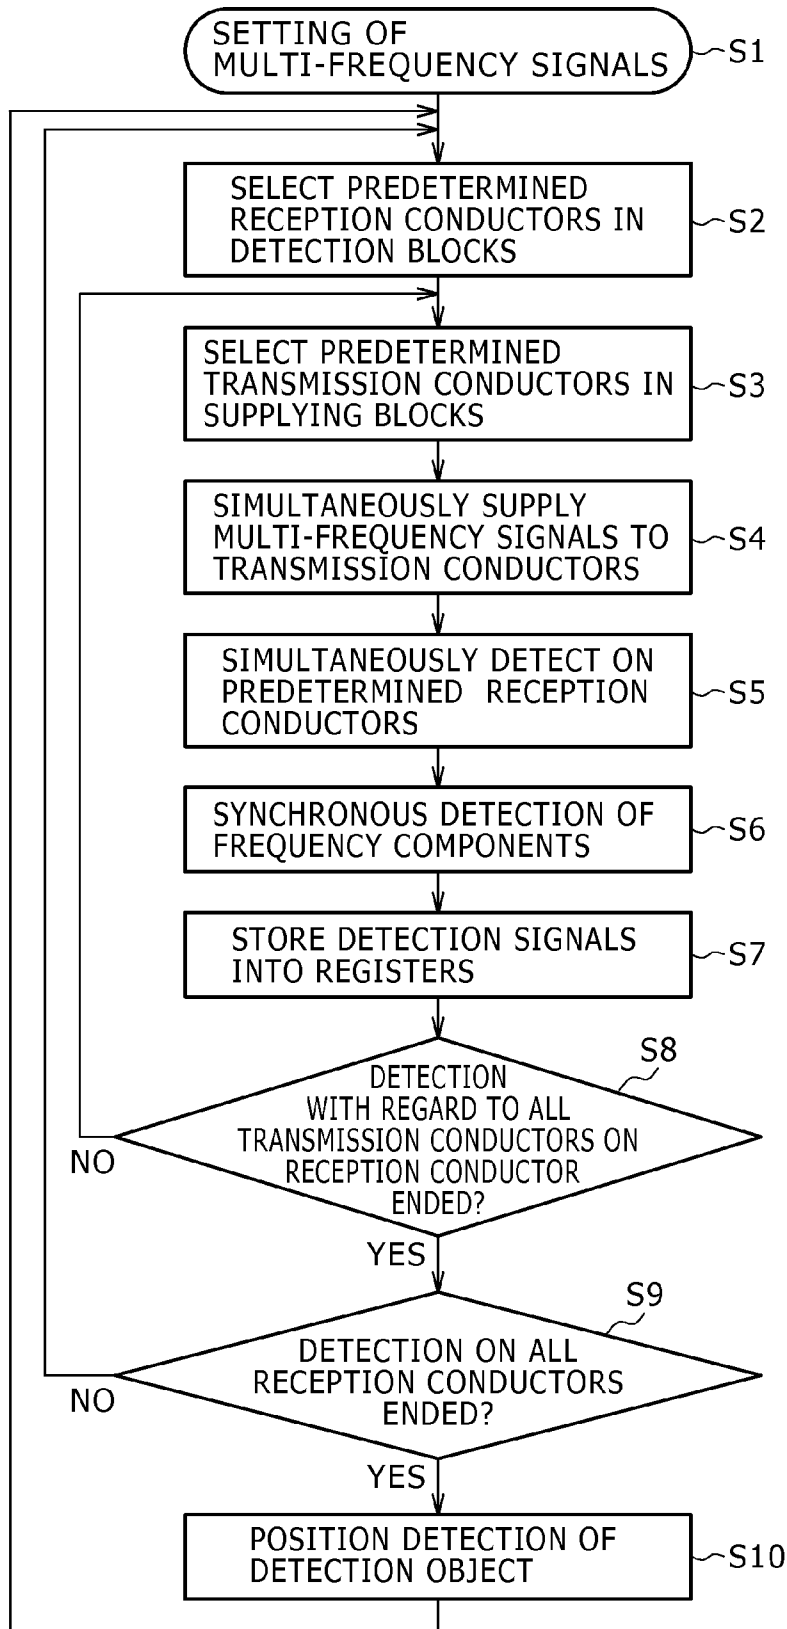 SETTING OF
MULTI-FREQUENCY SIGNALS
S1
SELECT PREDETERMINED
RECEPTION CONDUCTORS IN
DETECTION BLOCKS
S2
SELECT PREDETERMINED
TRANSMISSION CONDUCTORS IN
SUPPLYING BLOCKS
S3
SIMULTANEOUSLY SUPPLY
MULTI-FREQUENCY SIGNALS TO
TRANSMISSION CONDUCTORS
S4
SIMULTANEOUSLY DETECT ON
PREDETERMINED RECEPTION
CONDUCTORS
S5
SYNCHRONOUS DETECTION OF
FREQUENCY COMPONENTS
S6
STORE DETECTION SIGNALS
INTO REGISTERS
S7
S8
DETECTION
WITH REGARD TO ALL
TRANSMISSION CONDUCTORS ON
RECEPTION CONDUCTOR
ENDED?
NO
YES
S9
DETECTION ON ALL
RECEPTION CONDUCTORS
ENDED?
NO
YES
POSITION DETECTION OF
DETECTION OBJECT
S10